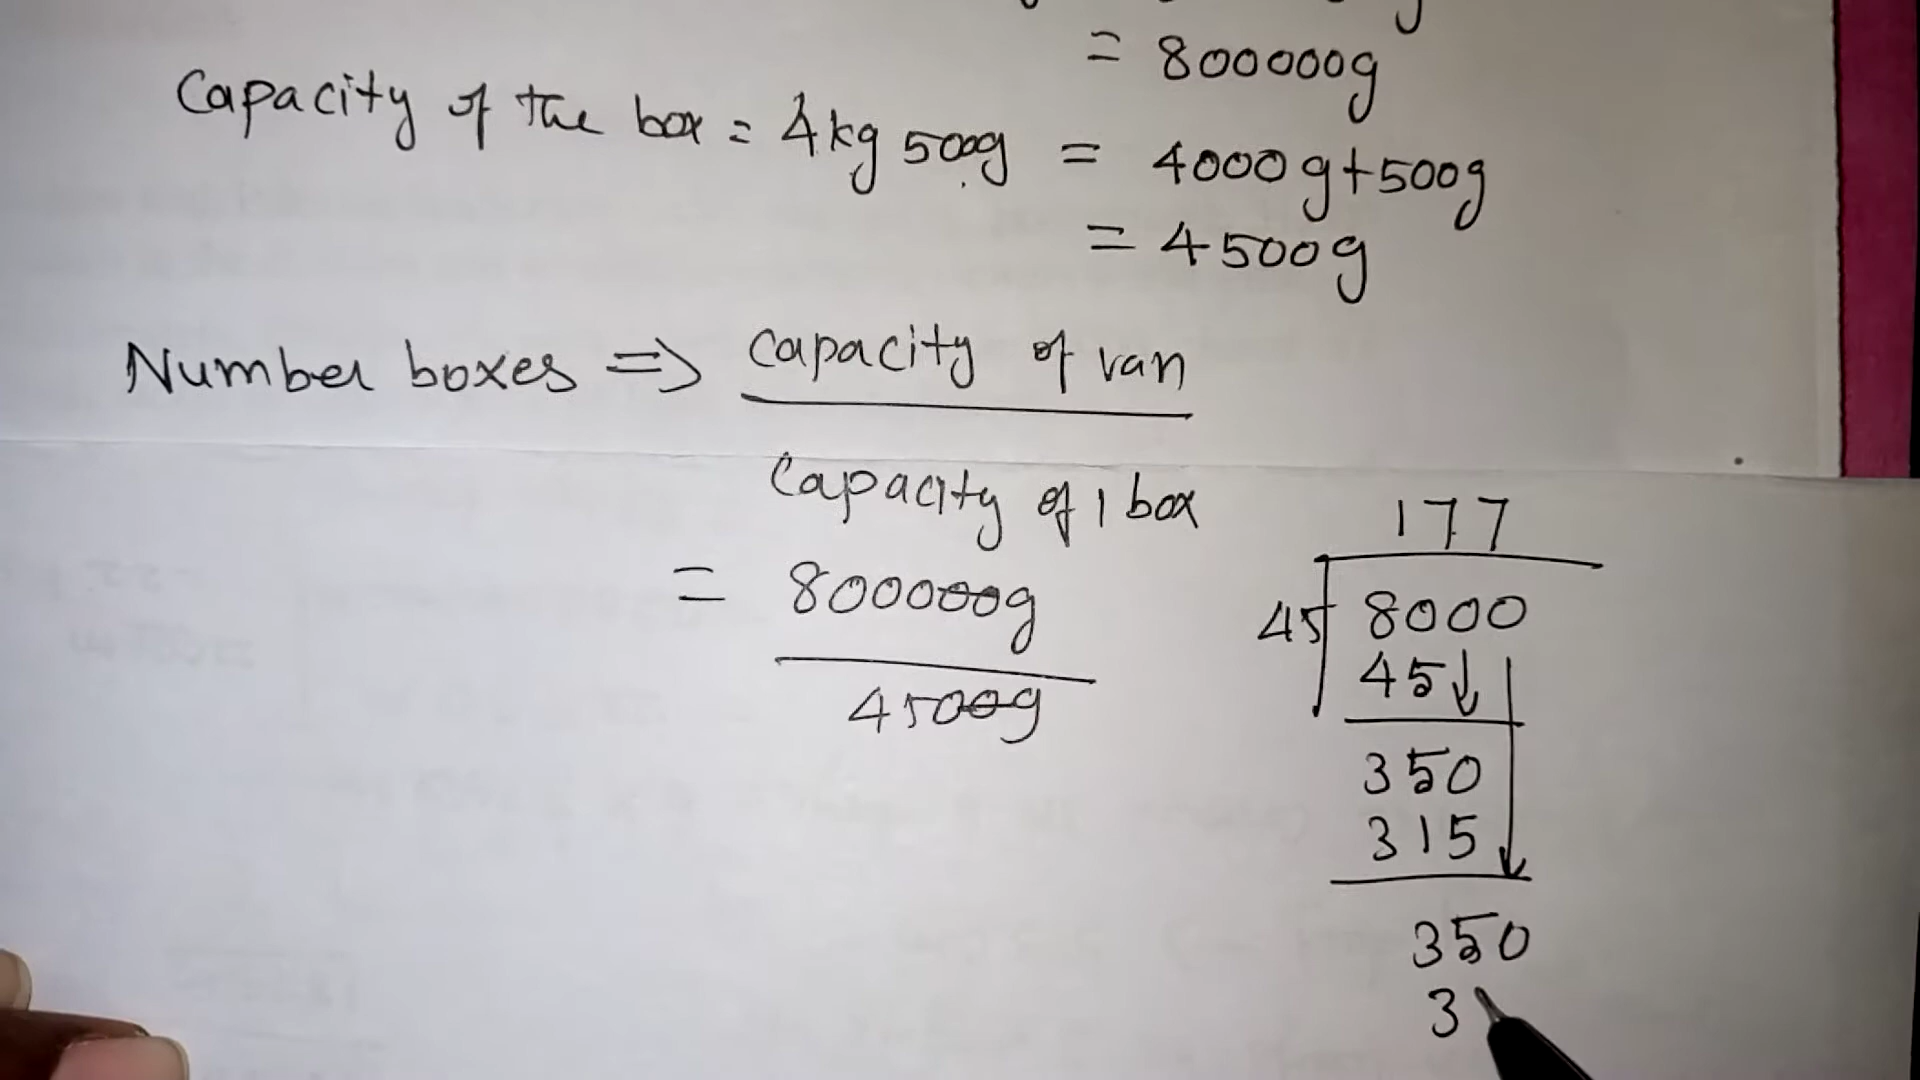 = 800000g
Capacity of the box = 4kg 500g = 4000g+500g
= 4500g
Number boxes => capacity of van
Capacity of 1 box
= 800000g
4500g
177
45 8000
45
350
315
350
3